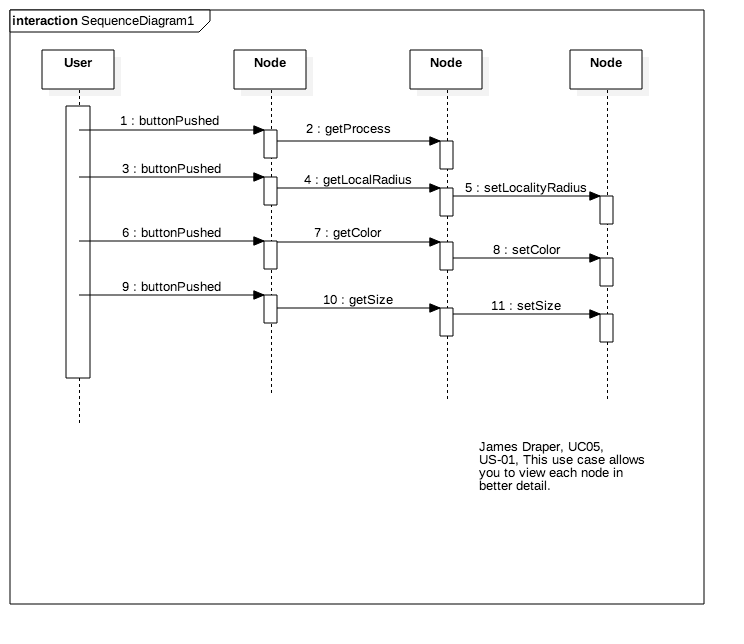 interaction SequenceDiagram1
User
Node
Node
Node
1 : buttonPushed
2 : getProcess
3 : buttonPushed
4 : getLocalRadius
5 : setLocalityRadius
6 : buttonPushed
7 : getColor
8 : setColor
9 : buttonPushed
10 : getSize
11 : setSize
James Draper, UC05,
US-01, This use case allows
you to view each node in
better detail.